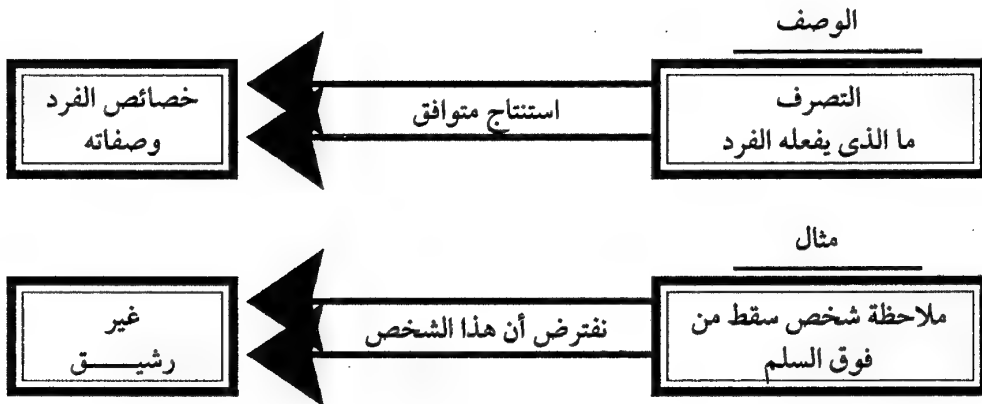 الوصف
التصرف
ما الذى يفعله الفرد
استنتاج متوافق
خصائص الفرد
وصفاته
مثال
ملاحظة شخص سقط من
فوق السلم
نفترض أن هذا الشخص
غير
رشيـــــق